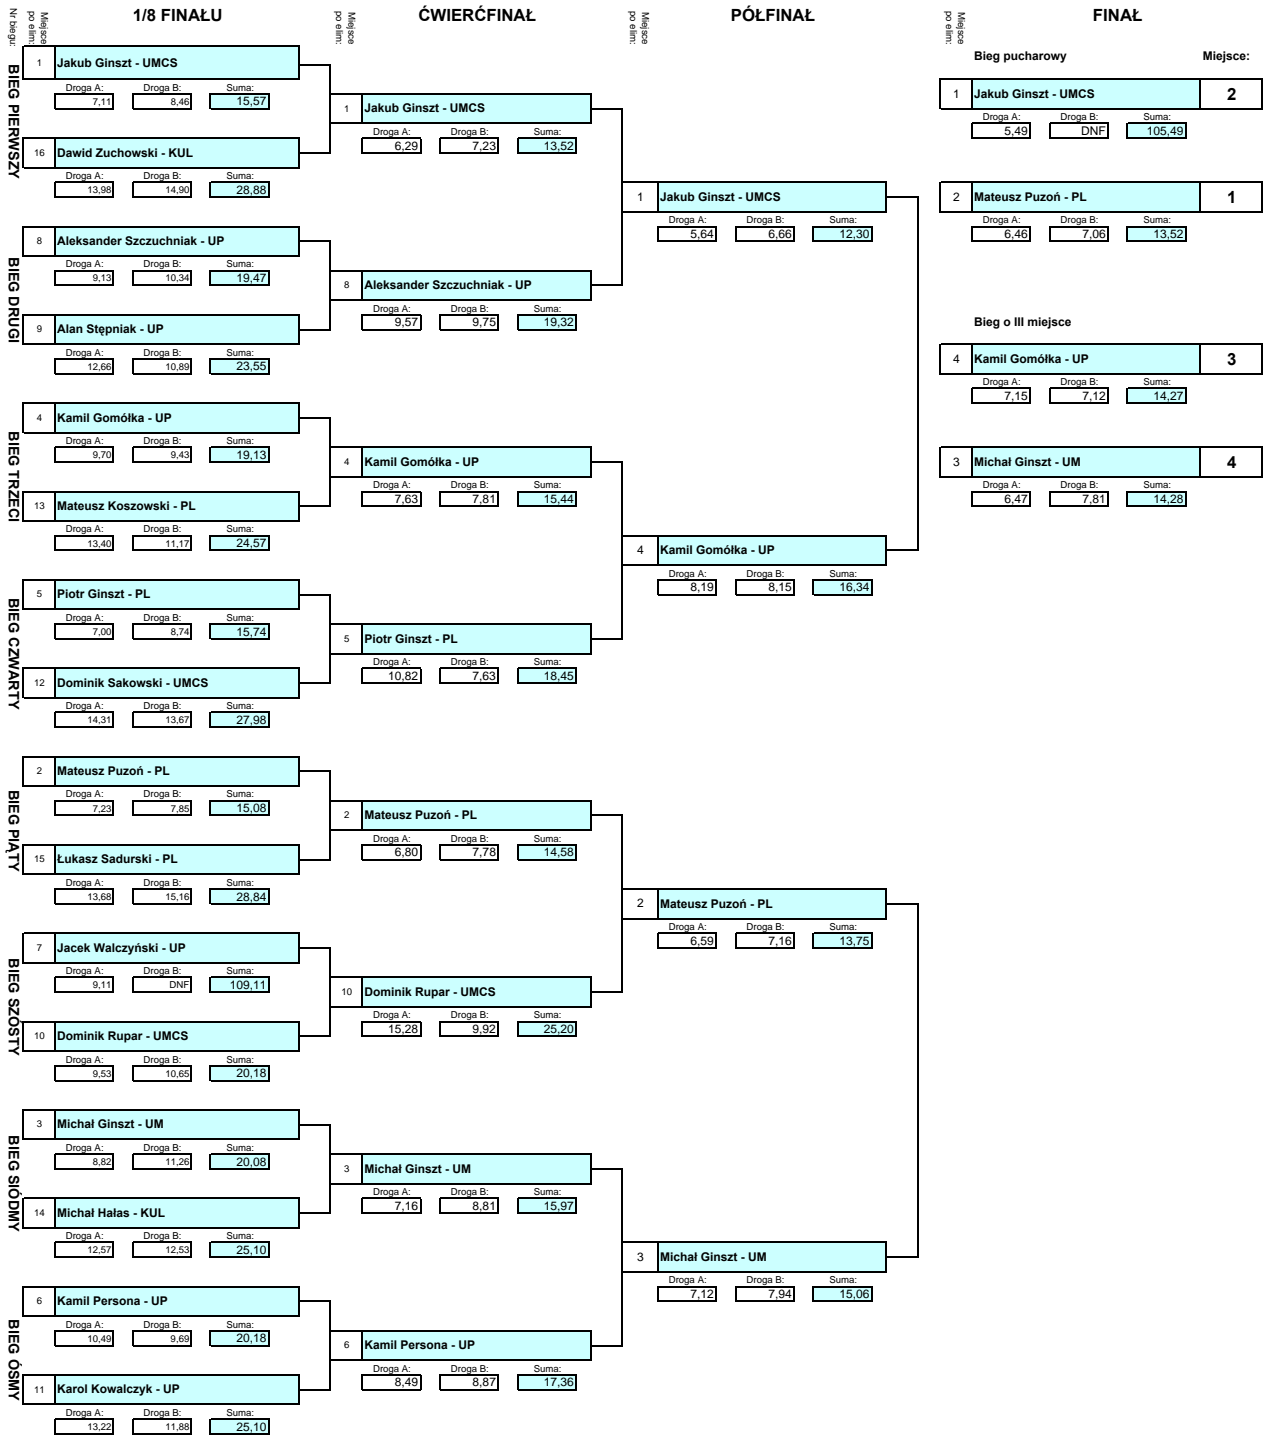 Nr biegu:
Miejsce
po elim:
1/8 FINAŁU
Miejsce
po elim:
ĆWIERĆFINAŁ
Miejsce
po elim:
PÓŁFINAŁ
Miejsce
po elim:
FINAŁ
BIEG PIERWSZY
1 Jakub Ginszt - UMCS
Droga A: Droga B: Suma:
7,11 8,46 15,57
16 Dawid Zuchowski - KUL
Droga A: Droga B: Suma:
13,98 14,90 28,88
BIEG DRUGI
8 Aleksander Szczuchniak - UP
Droga A: Droga B: Suma:
9,13 10,34 19,47
9 Alan Stępniak - UP
Droga A: Droga B: Suma:
12,66 10,89 23,55
BIEG TRZECI
4 Kamil Gomółka - UP
Droga A: Droga B: Suma:
9,70 9,43 19,13
13 Mateusz Koszowski - PL
Droga A: Droga B: Suma:
13,40 11,17 24,57
BIEG CZWARTY
5 Piotr Ginszt - PL
Droga A: Droga B: Suma:
7,00 8,74 15,74
12 Dominik Sakowski - UMCS
Droga A: Droga B: Suma:
14,31 13,67 27,98
BIEG PIĄTY
2 Mateusz Puzoń - PL
Droga A: Droga B: Suma:
7,23 7,85 15,08
15 Łukasz Sadurski - PL
Droga A: Droga B: Suma:
13,68 15,16 28,84
BIEG SZÓSTY
7 Jacek Walczyński - UP
Droga A: Droga B: Suma:
9,11 DNF 109,11
10 Dominik Rupar - UMCS
Droga A: Droga B: Suma:
9,53 10,65 20,18
BIEG SIÓDMY
3 Michał Ginszt - UM
Droga A: Droga B: Suma:
8,82 11,26 20,08
14 Michał Hałas - KUL
Droga A: Droga B: Suma:
12,57 12,53 25,10
BIEG ÓSMY
6 Kamil Persona - UP
Droga A: Droga B: Suma:
10,49 9,69 20,18
11 Karol Kowalczyk - UP
Droga A: Droga B: Suma:
13,22 11,88 25,10
1 Jakub Ginszt - UMCS
Droga A: Droga B: Suma:
6,29 7,23 13,52
8 Aleksander Szczuchniak - UP
Droga A: Droga B: Suma:
9,57 9,75 19,32
4 Kamil Gomółka - UP
Droga A: Droga B: Suma:
7,63 7,81 15,44
5 Piotr Ginszt - PL
Droga A: Droga B: Suma:
10,82 7,63 18,45
2 Mateusz Puzoń - PL
Droga A: Droga B: Suma:
6,80 7,78 14,58
10 Dominik Rupar - UMCS
Droga A: Droga B: Suma:
15,28 9,92 25,20
3 Michał Ginszt - UM
Droga A: Droga B: Suma:
7,16 8,81 15,97
6 Kamil Persona - UP
Droga A: Droga B: Suma:
8,49 8,87 17,36
1 Jakub Ginszt - UMCS
Droga A: Droga B: Suma:
5,64 6,66 12,30
4 Kamil Gomółka - UP
Droga A: Droga B: Suma:
8,19 8,15 16,34
2 Mateusz Puzoń - PL
Droga A: Droga B: Suma:
6,59 7,16 13,75
3 Michał Ginszt - UM
Droga A: Droga B: Suma:
7,12 7,94 15,06
Bieg pucharowy Miejsce:
1 Jakub Ginszt - UMCS 2
Droga A: Droga B: Suma:
5,49 DNF 105,49
2 Mateusz Puzoń - PL 1
Droga A: Droga B: Suma:
6,46 7,06 13,52
Bieg o III miejsce
4 Kamil Gomółka - UP 3
Droga A: Droga B: Suma:
7,15 7,12 14,27
3 Michał Ginszt - UM 4
Droga A: Droga B: Suma:
6,47 7,81 14,28